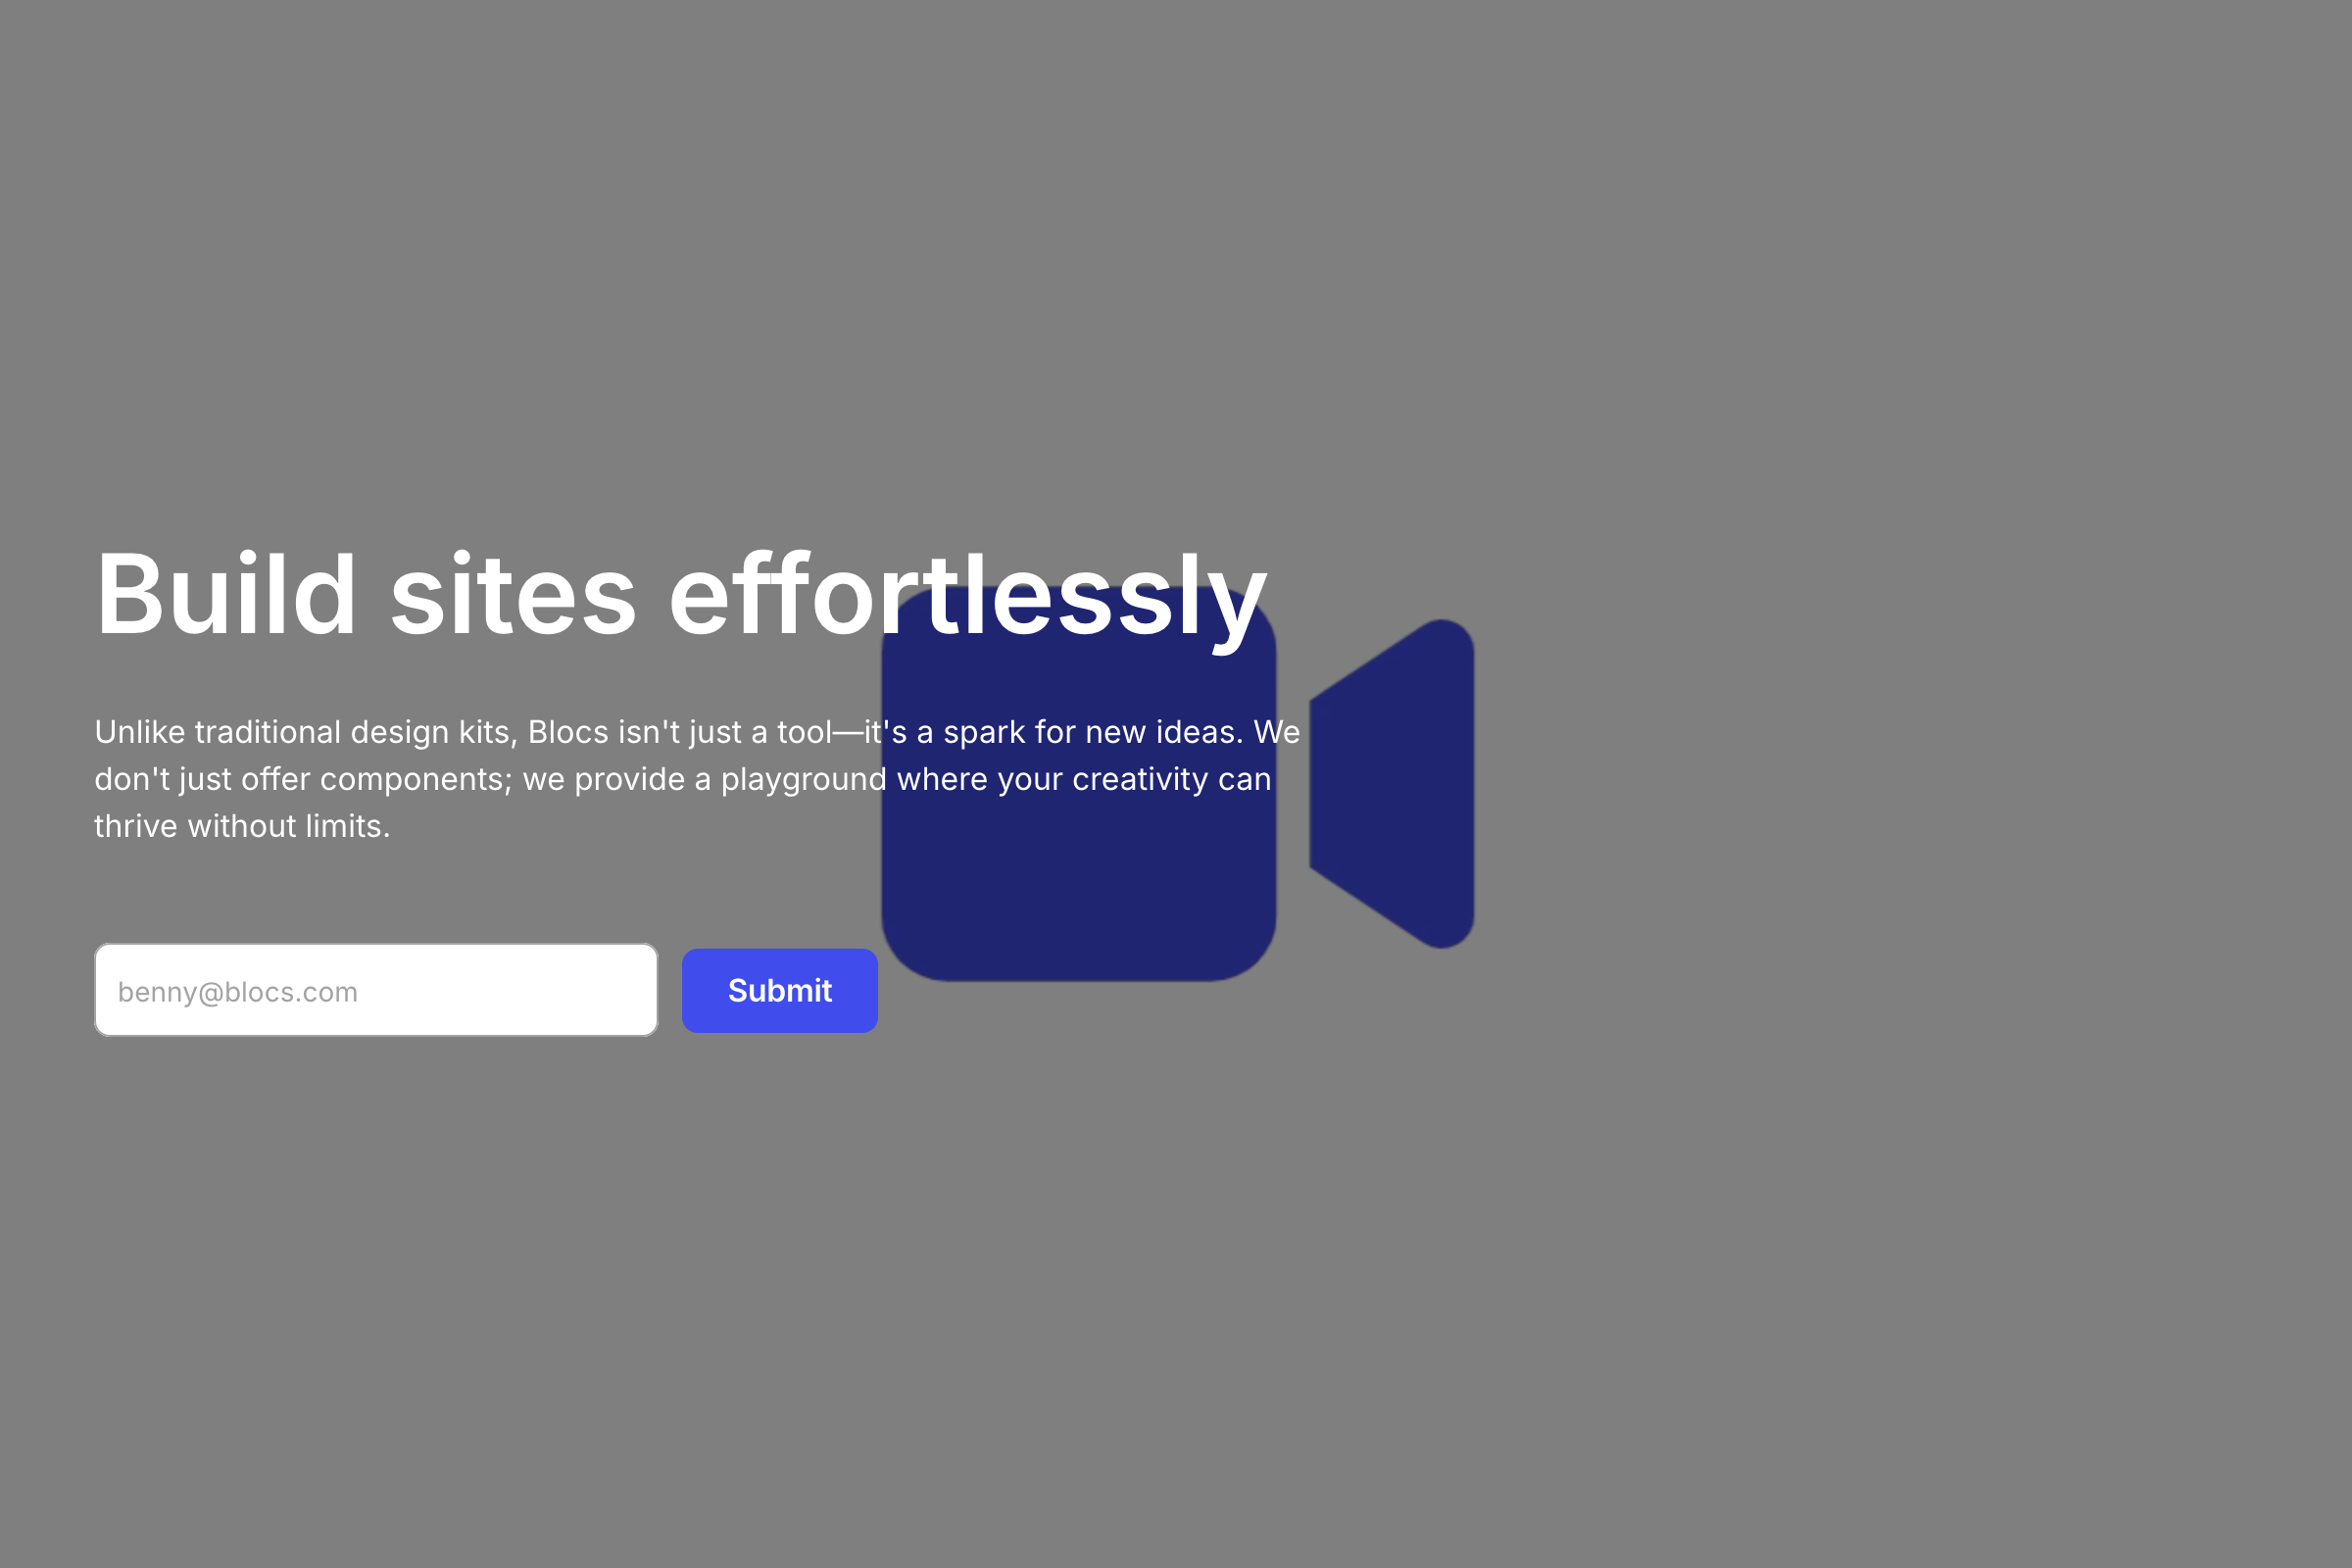 Build sites effortlessly
Unlike traditional design kits, Blocs isn't just a tool—it's a spark for new ideas. We
don't just offer components; we provide a playground where your creativity can
thrive without limits.
benny@blocs.com
Submit